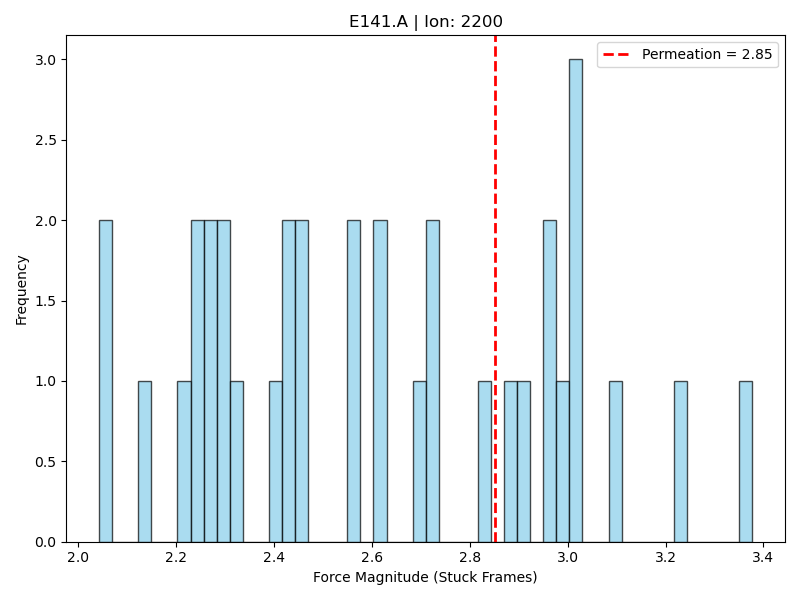 E141.A | Ion: 2200
Permeation = 2.85
3.0
2.5
2.0
1.5
1.0
0.5
0.0
Frequency
2.0 2.2 2.4 2.6 2.8 3.0 3.2 3.4
Force Magnitude (Stuck Frames)